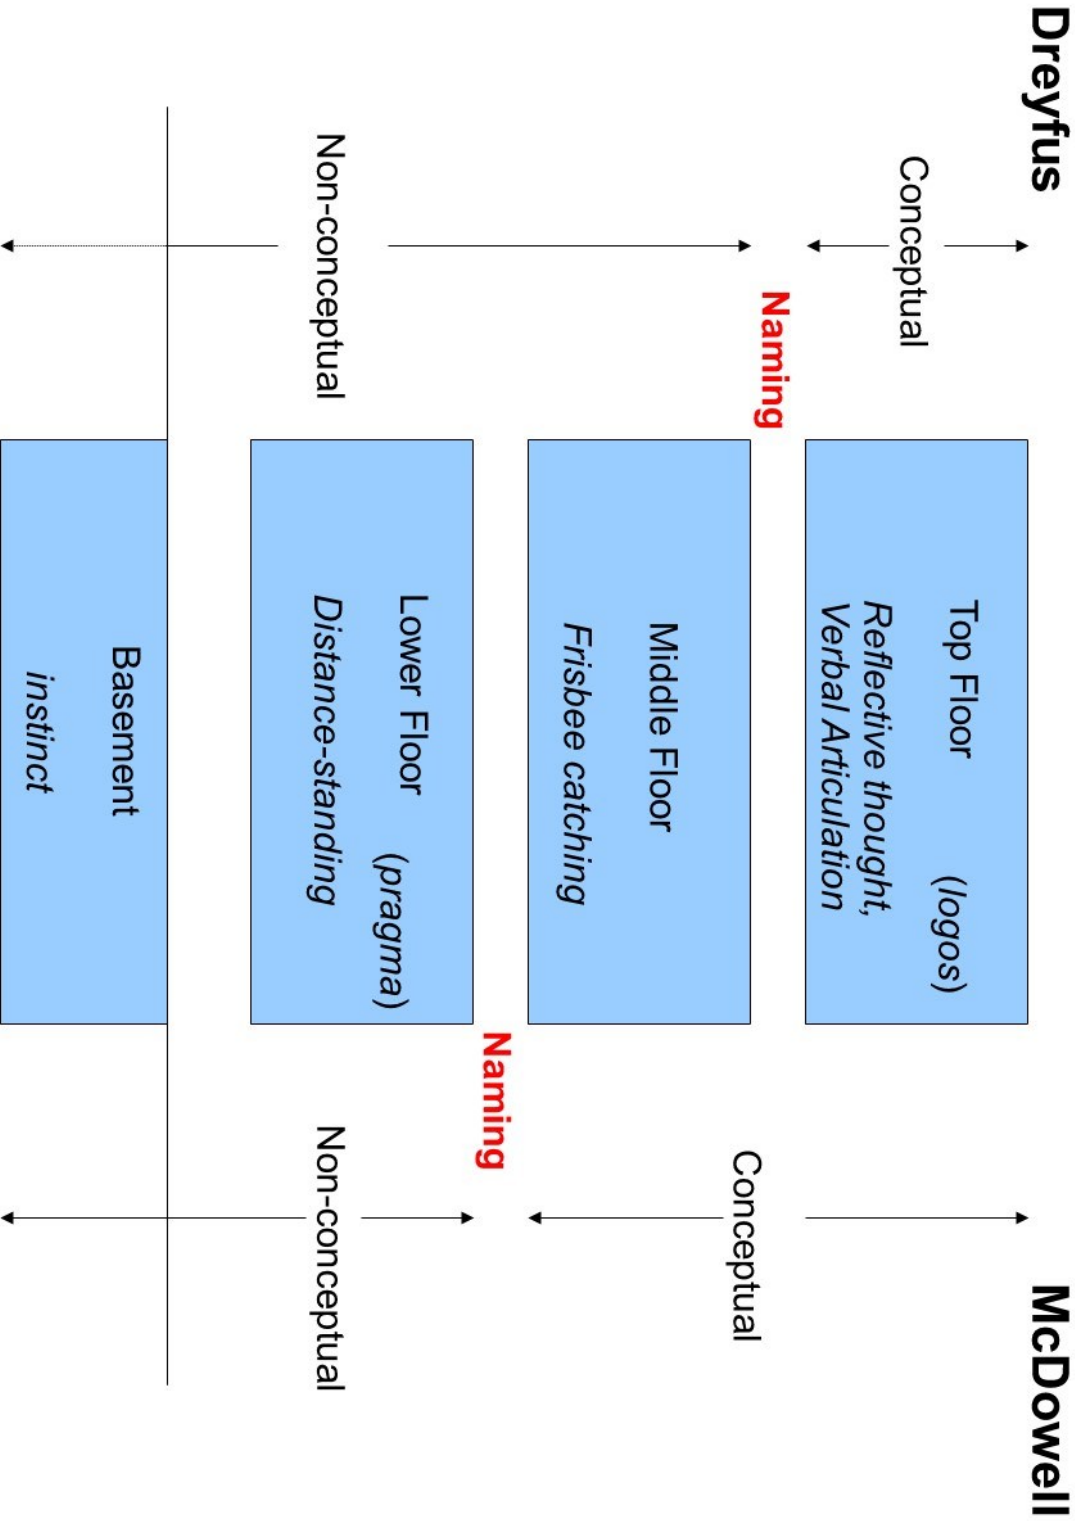 Dreyfus
McDowell
Conceptual
Top Floor
(logos)
Reflective thought,
Verbal Articulation
Naming
Conceptual
Middle Floor
Frisbee catching
Naming
Non-conceptual
Lower Floor
(pragma)
Distance-standing
Non-conceptual
Basement
instinct